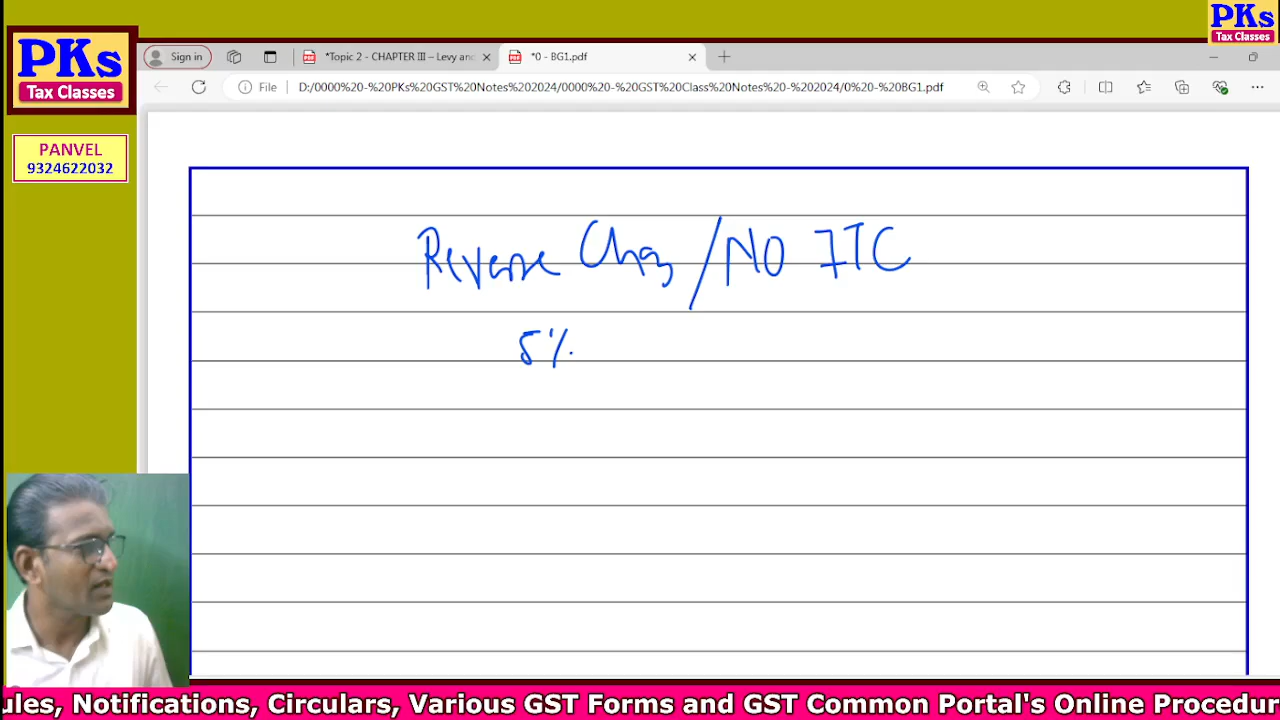 PKs
Tax Classes
PKs
Tax Classes
Sign in
*Topic 2 - CHAPTER III – Levy anc
*0 - BG1.pdf
File
D:/0000%20-%20PKs%20GST%20Notes%202024/0000%20-%20GST%20Class%20Notes%20-%202024/0%20-%20BG1.pdf
PANVEL
9324622032
Reverse Charg / NO ITC
5%
ules, Notifications, Circulars, Various GST Forms and GST Common Portal's Online Procedur